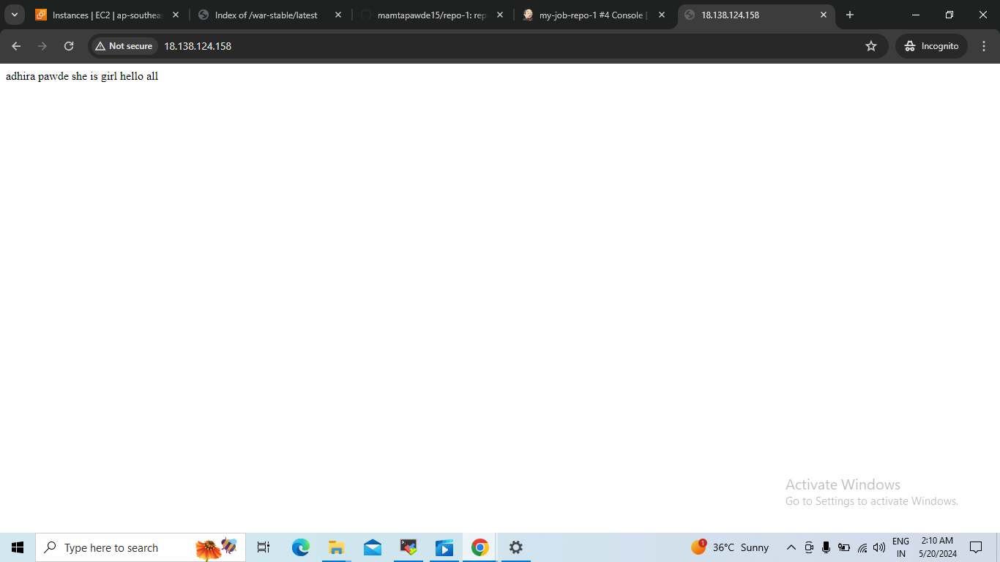 Instances | EC2 | ap-southeas
Index of /war-stable/latest
mamtapawde15/repo-1: rep
my-job-repo-1 #4 Console [
18.138.124.158
Not secure
18.138.124.158
Incognito
adhira pawde she is girl hello all
Activate Windows
Go to Settings to activate Windows.
Type here to search
1
36°C Sunny
ENG
IN
2:10 AM
5/20/2024